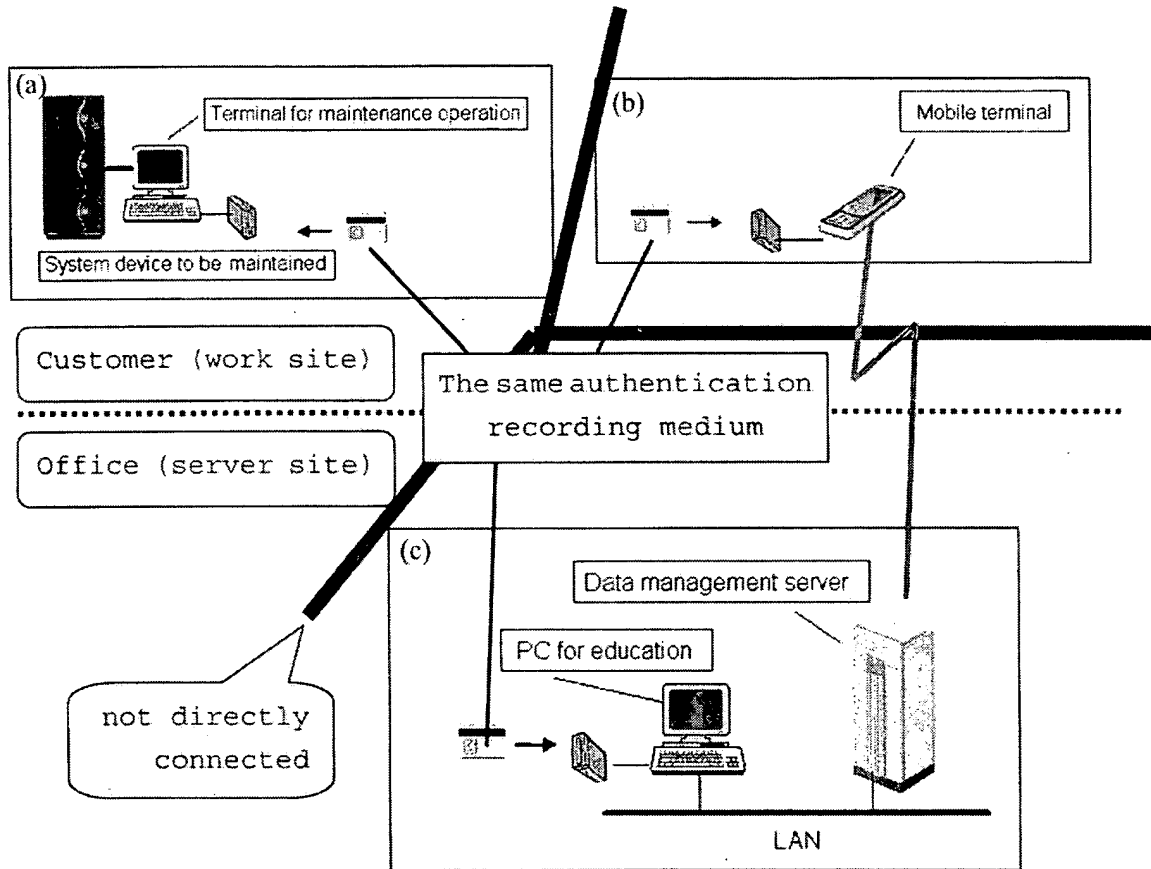 (a)
Terminal for maintenance operation
System device to be maintained
(b)
Mobile terminal
Customer (work site)
The same authentication
recording medium
Office (server site)
(c)
Data management server
PC for education
not directly
connected
LAN